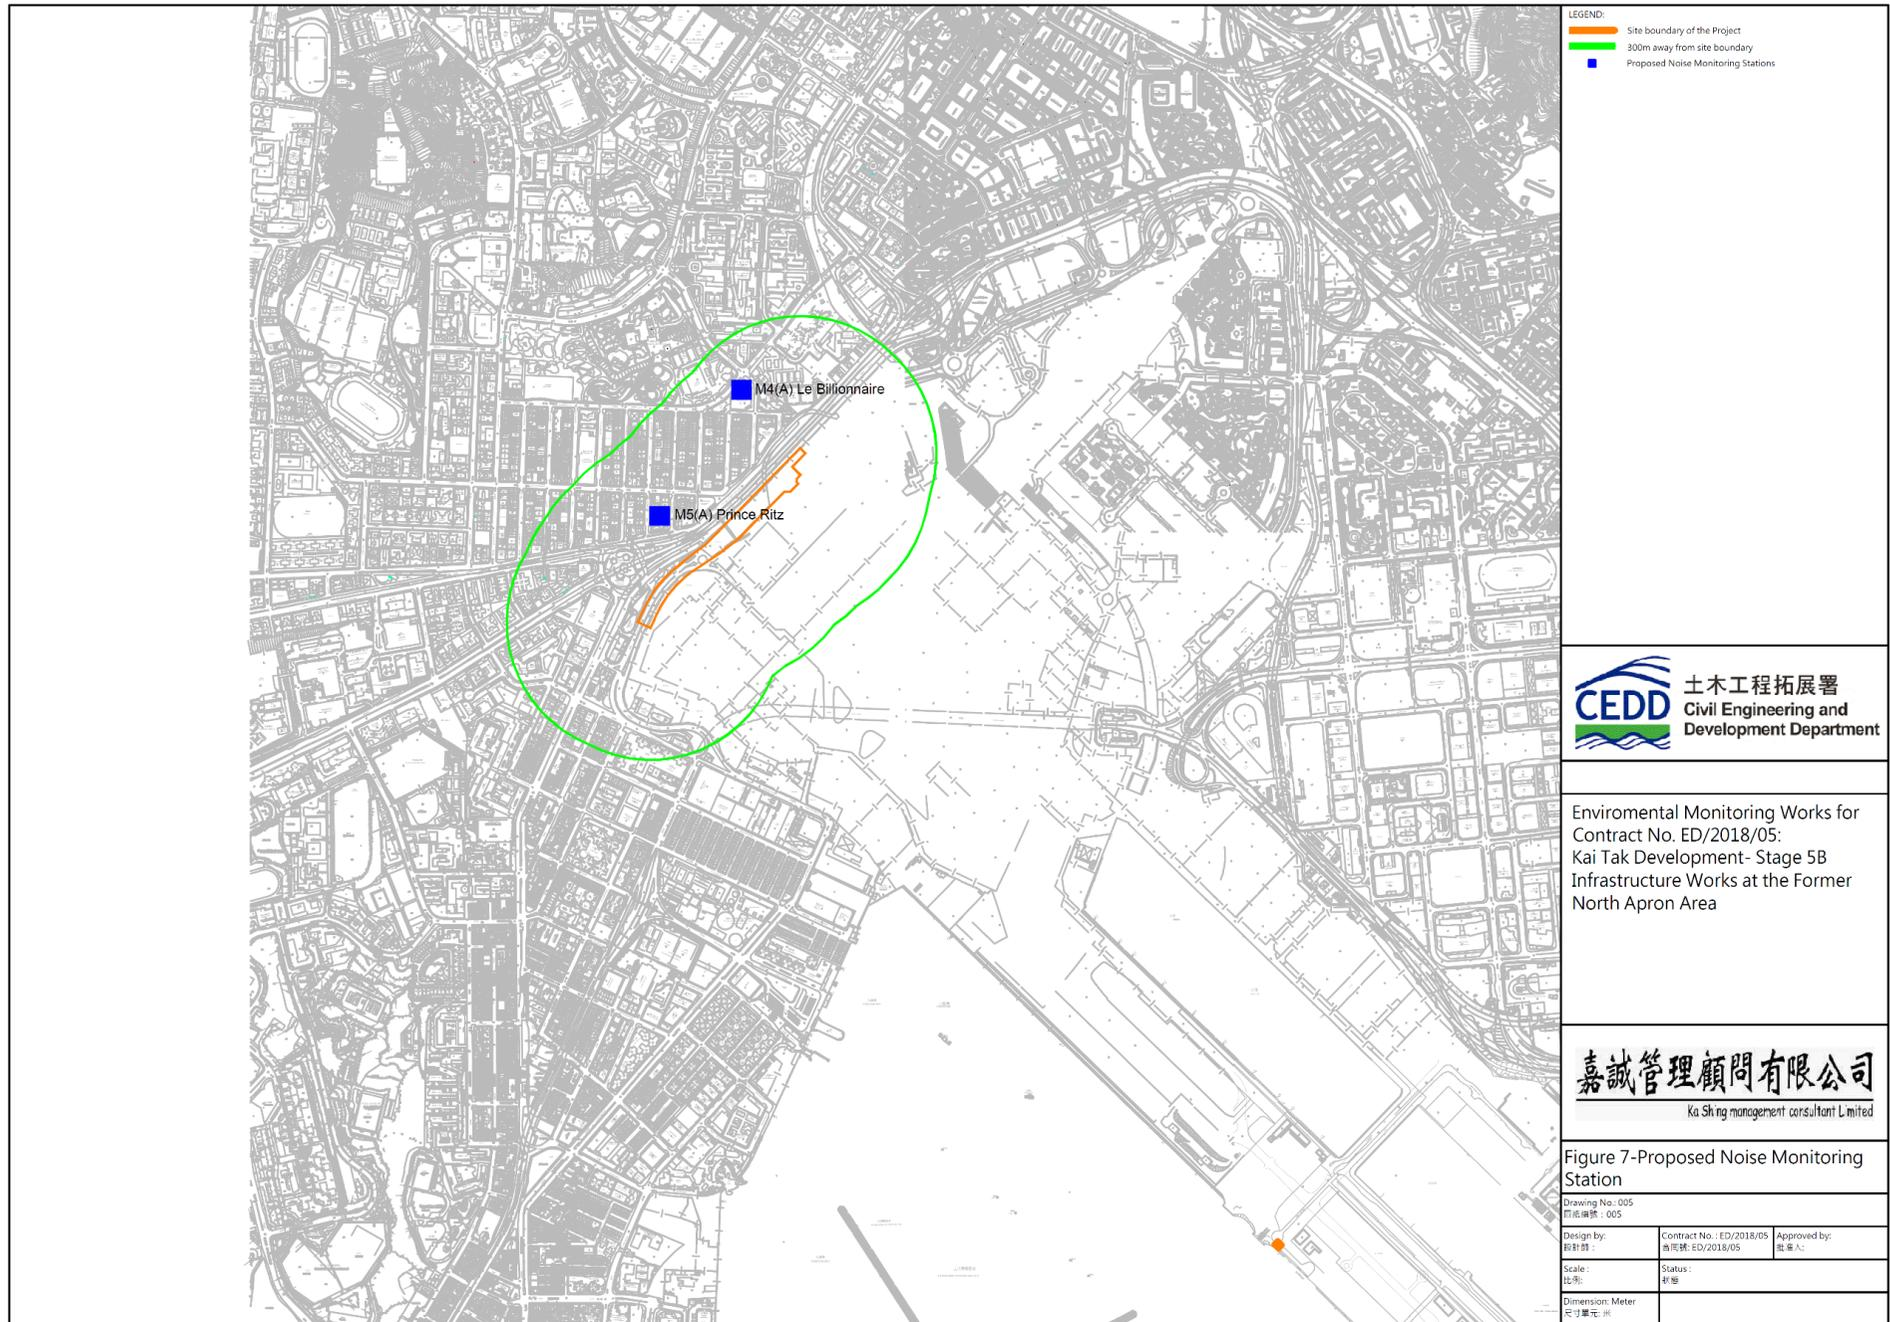 LEGEND:
Site boundary of the Project
300m away from site boundary
Proposed Noise Monitoring Stations
M4(A) Le Billionnaire
M5(A) Prince Ritz
CEDD
土木工程拓展署
Civil Engineering and
Development Department
Enviromental Monitoring Works for
Contract No. ED/2018/05:
Kai Tak Development- Stage 5B
Infrastructure Works at the Former
North Apron Area
嘉誠管理顧問有限公司
Ka Shing management consultant Limited
Figure 7-Proposed Noise Monitoring
Station
Drawing No.: 005
圖紙編號 : 005
Design by:
設計師 :
Contract No. : ED/2018/05
合同號: ED/2018/05
Approved by:
批准人:
Scale :
比例:
Status :
狀態
Dimension: Meter
尺寸單元: 米